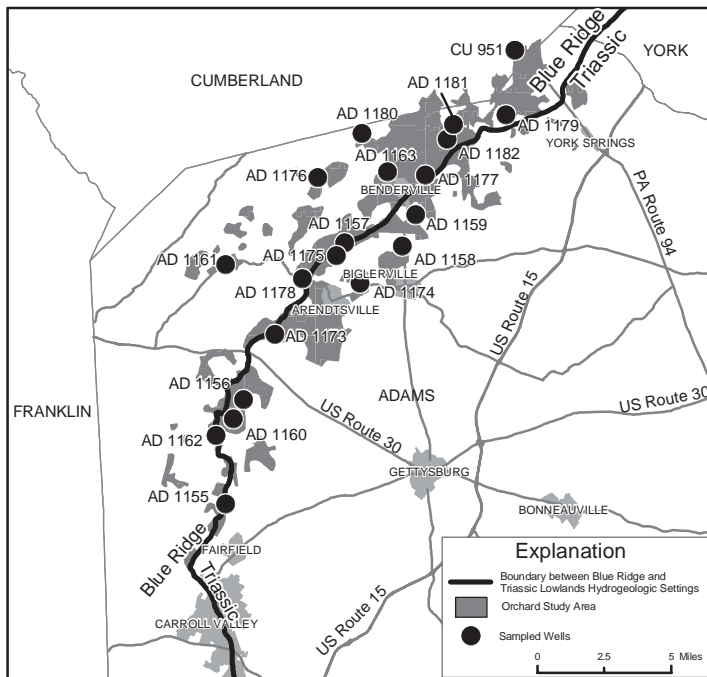 CU 951
YORK
Blue Ridge
Triassic
CUMBERLAND
AD 1181
AD 1180
AD 1179
YORK SPRINGS
AD 1163
AD 1182
AD 1176
AD 1177
BENDERVILLE
PA Route 94
AD 1157
AD 1159
AD 1161
AD 1175
AD 1158
BIGLERVILLE
AD 1178
AD 1174
ARENDTSVILLE
US Route 15
AD 1173
AD 1156
ADAMS
FRANKLIN
US Route 30
US Route 30
AD 1162
AD 1160
GETTYSBURG
AD 1155
BONNEAUVILLE
Blue Ridge
Triassic
FAIRFIELD
CARROLL VALLEY
US Route 15
Explanation
Boundary between Blue Ridge and
Triassic Lowlands Hydrogeologic Settings
Orchard Study Area
Sampled Wells
0 2.5 5 Miles